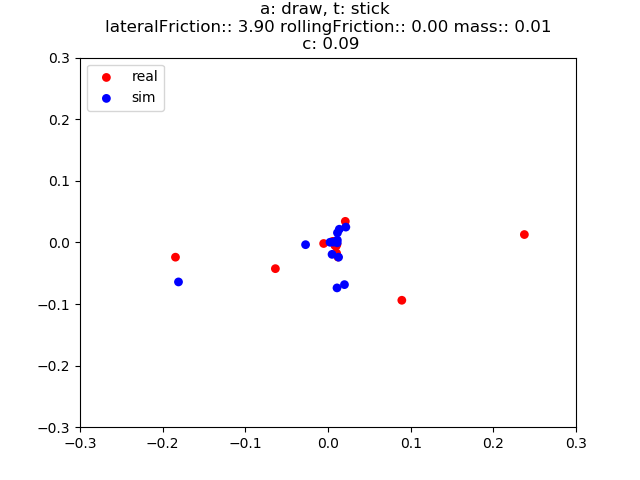 a: draw, t: stick
lateralFriction:: 3.90 rollingFriction:: 0.00 mass:: 0.01
c: 0.09
real
sim
0.3
0.2
0.1
0.0
−0.1
−0.2
−0.3
−0.3 −0.2 −0.1 0.0 0.1 0.2 0.3